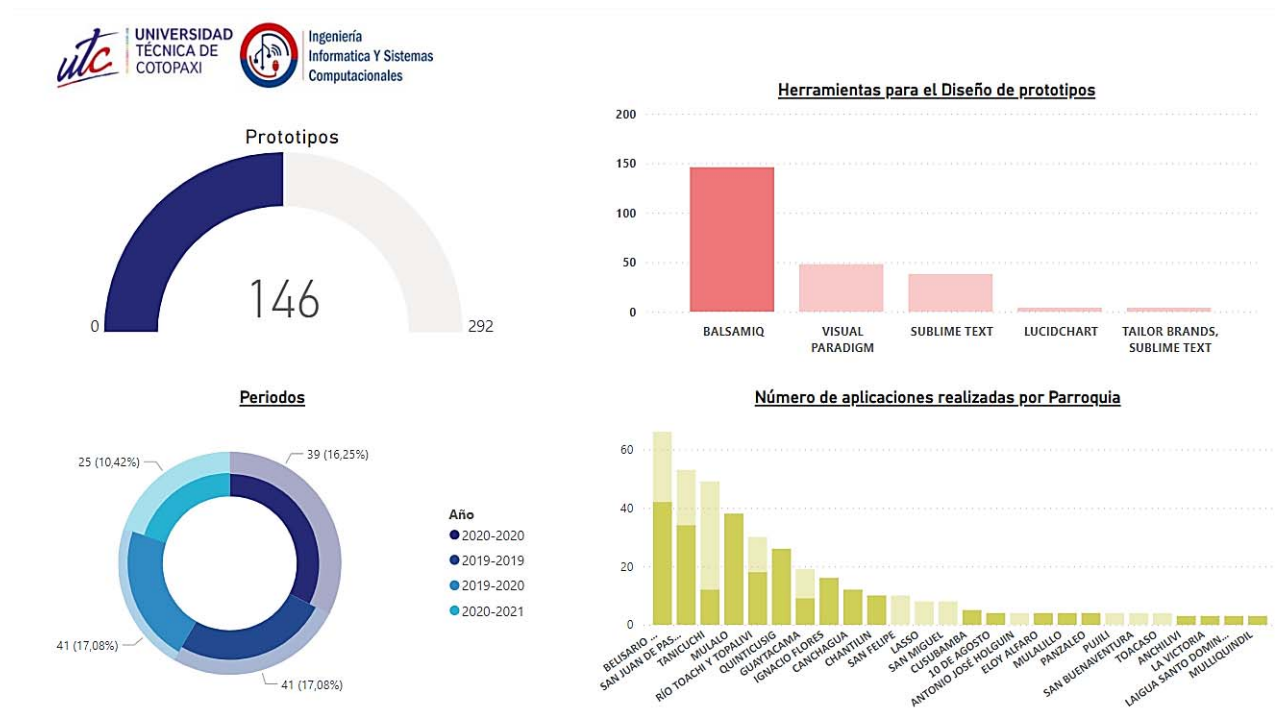 utc
UNIVERSIDAD
TÉCNICA DE
COTOPAXI
Ingeniería
Informatica Y Sistemas
Computacionales
Prototipos
146
0
292
Herramientas para el Diseño de prototipos
200
150
100
50
0
BALSAMIQ
VISUAL
PARADIGM
SUBLIME TEXT
LUCIDCHART
TAILOR BRANDS,
SUBLIME TEXT
Periodos
25 (10,42%)
39 (16,25%)
41 (17,08%)
41 (17,08%)
Año
2020-2020
2019-2019
2019-2020
2020-2021
Número de aplicaciones realizadas por Parroquia
60
40
20
0
BELISARIO ...
SAN JUAN DE PAS...
TANICUCHI
MULALO
RÍO TOACHI Y TOPALIVI
QUINTICUSIG
GUAYTACAMA
IGNACIO FLORES
CANCHAGUA
CHANTILIN
SAN FELIPE
LASSO
SAN MIGUEL
CUSUBAMBA
10 DE AGOSTO
ANTONIO JOSÉ HOLGUIN
ELOY ALFARO
MULALILLO
PANZALEO
PUJILI
SAN BUENAVENTURA
TOACASO
ANCHILIVI
LA VICTORIA
LAIGUA SANTO DOMIN...
MULLIQUINDIL